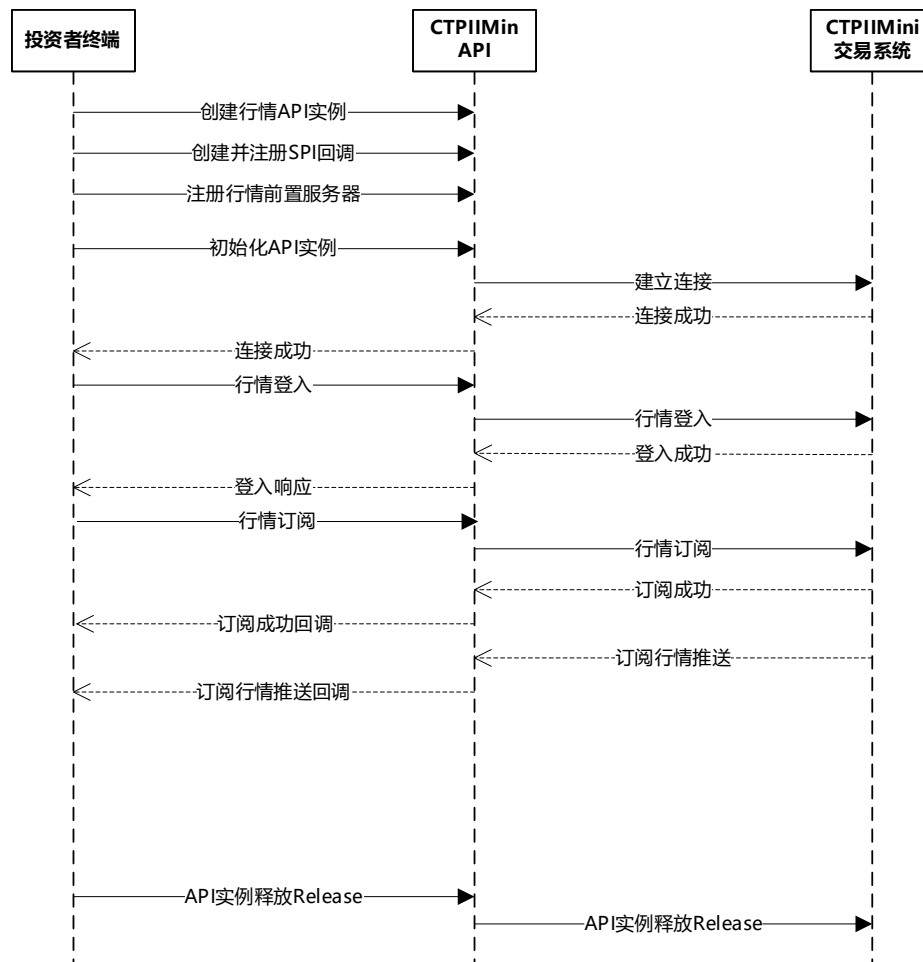 投资者终端
CTPIIMin
API
CTPIIMini
交易系统
创建行情API实例
创建并注册SPI回调
注册行情前置服务器
初始化API实例
建立连接
连接成功
连接成功
行情登入
行情登入
登入成功
登入响应
行情订阅
行情订阅
订阅成功
订阅成功回调
订阅行情推送
订阅行情推送回调
API实例释放Release
API实例释放Release